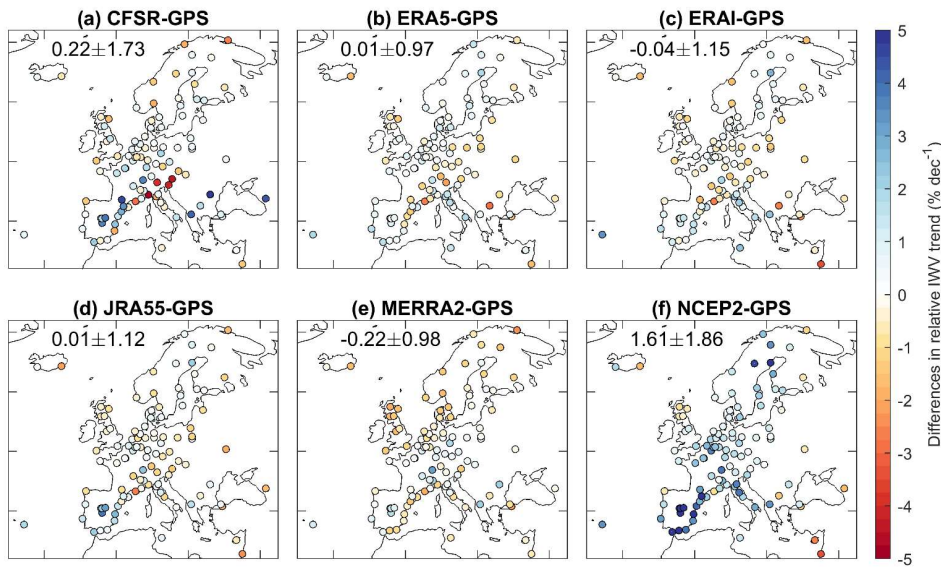 (a) CFSR-GPS
0.22±1.73
(b) ERA5-GPS
0.01±0.97
(c) ERAI-GPS
-0.04±1.15
(d) JRA55-GPS
0.01±1.12
(e) MERRA2-GPS
-0.22±0.98
(f) NCEP2-GPS
1.61±1.86
5
4
3
2
1
0
-1
-2
-3
-4
-5
Differences in relative IWV trend (% dec⁻¹)